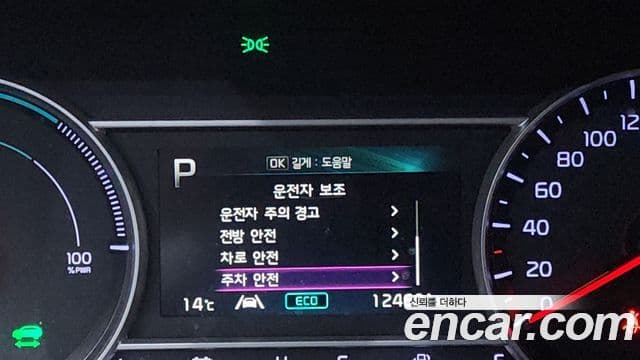 P
OK 길게 : 도움말
운전자 보조
운전자 주의 경고
전방 안전
차로 안전
주차 안전
14℃
ECO
신뢰를 더하다
encar.com
100
%PWR
0
20
40
60
80
100